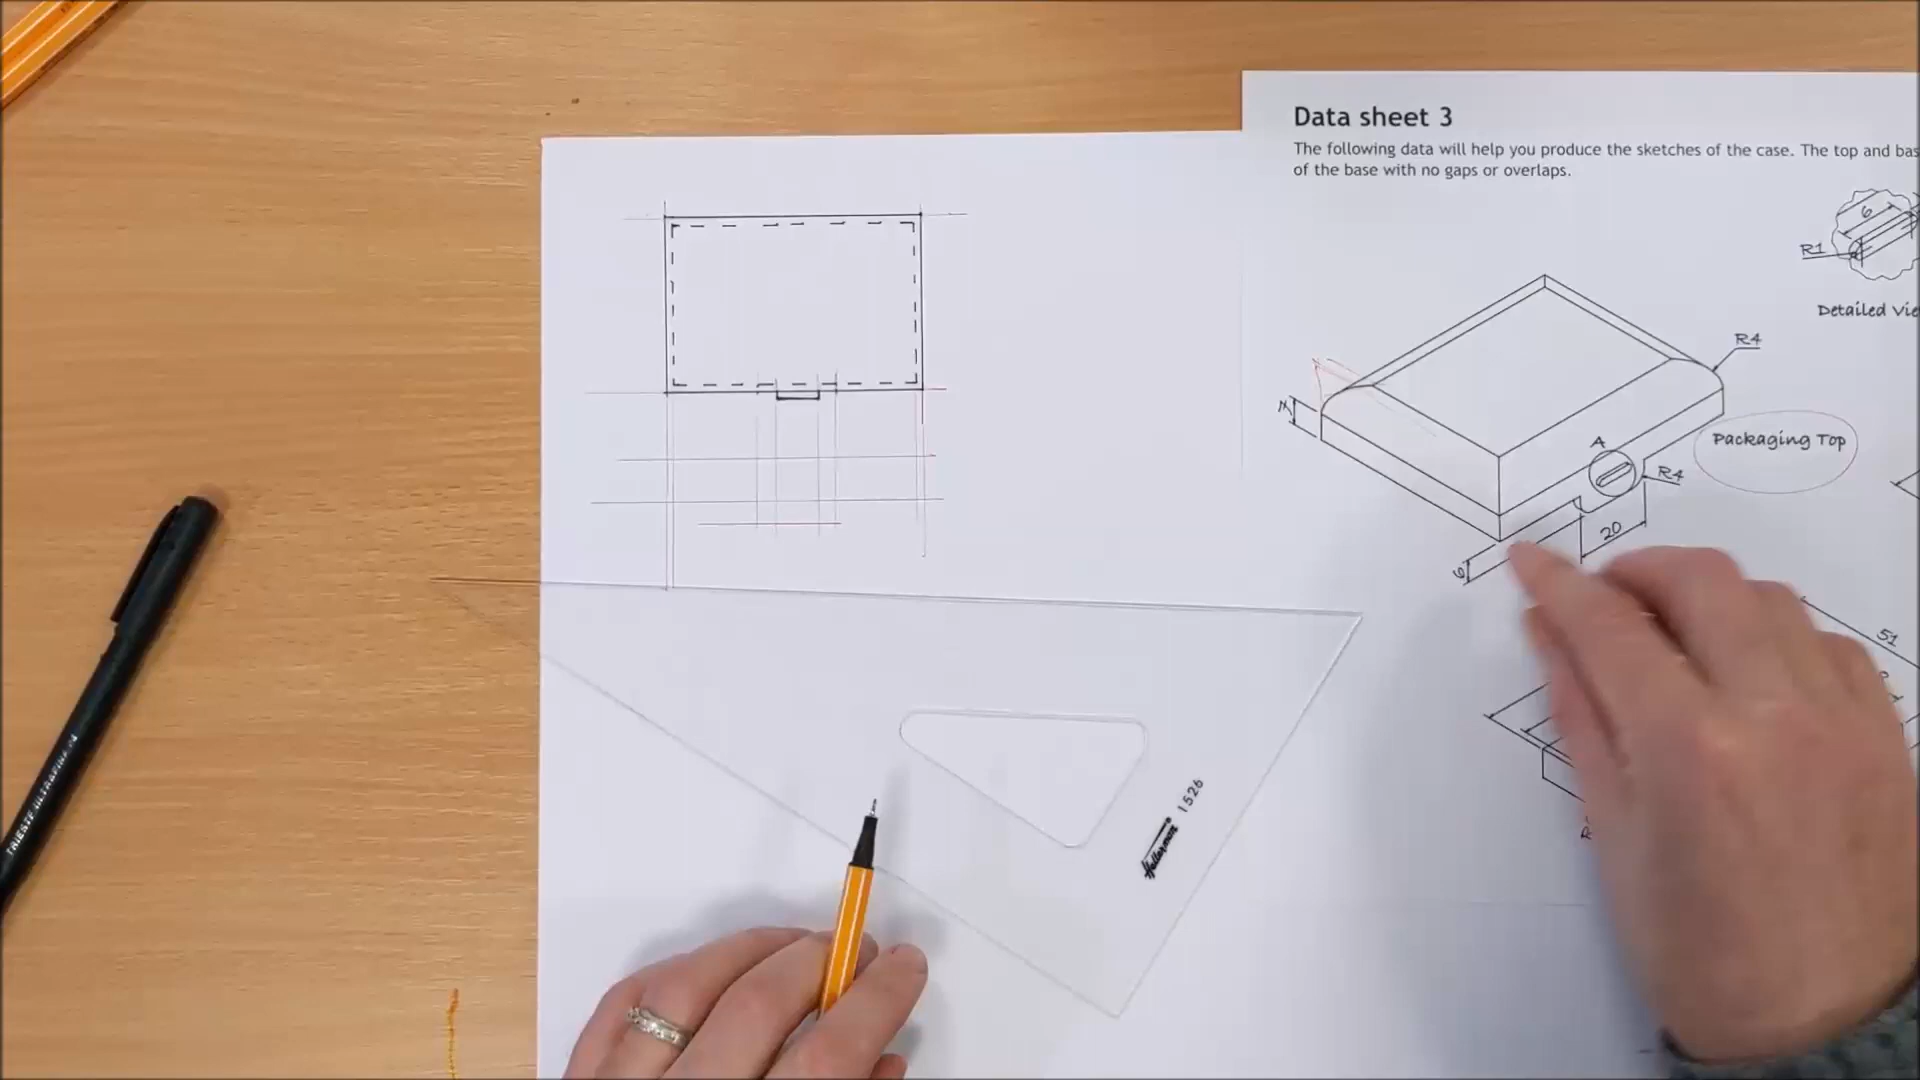 Data sheet 3
The following data will help you produce the sketches of the case. The top and bas
of the base with no gaps or overlaps.
6
R1
Detailed Vie
R4
Packaging Top
A
R4
20
6
51
Hellermann 1526